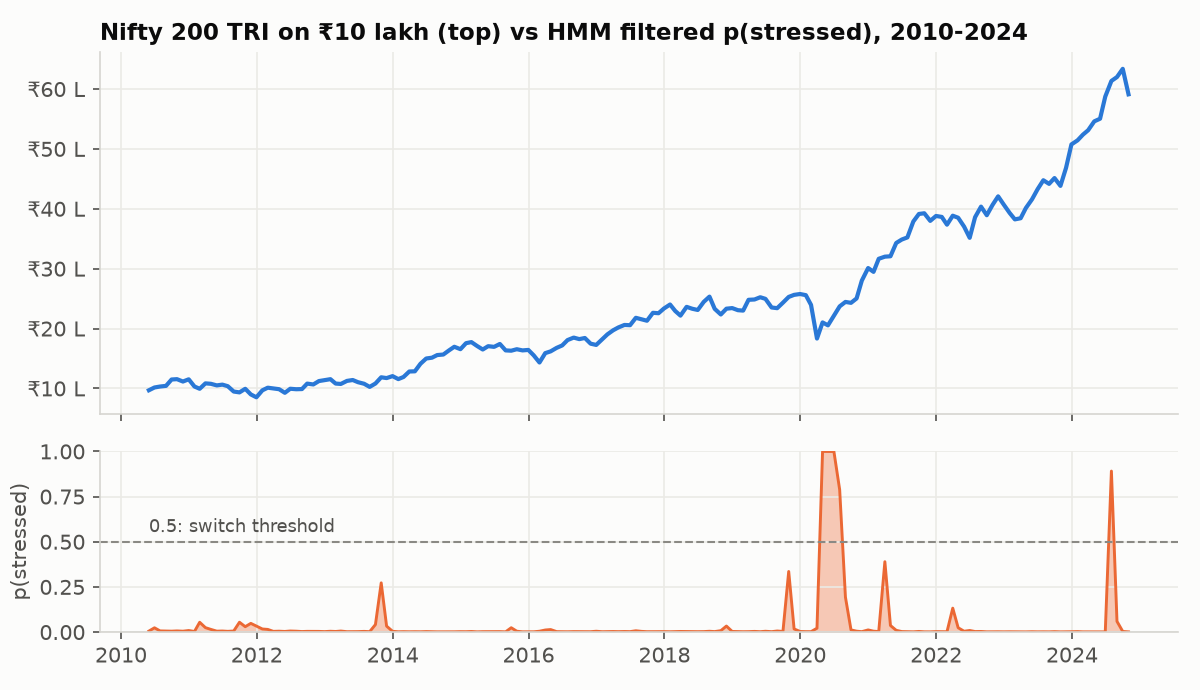 Nifty 200 TRI on ₹10 lakh (top) vs HMM filtered p(stressed), 2010-2024
₹60 L
₹50 L
₹40 L
₹30 L
₹20 L
₹10 L
1.00
0.75
0.50
0.25
0.00
p(stressed)
0.5: switch threshold
2010 2012 2014 2016 2018 2020 2022 2024